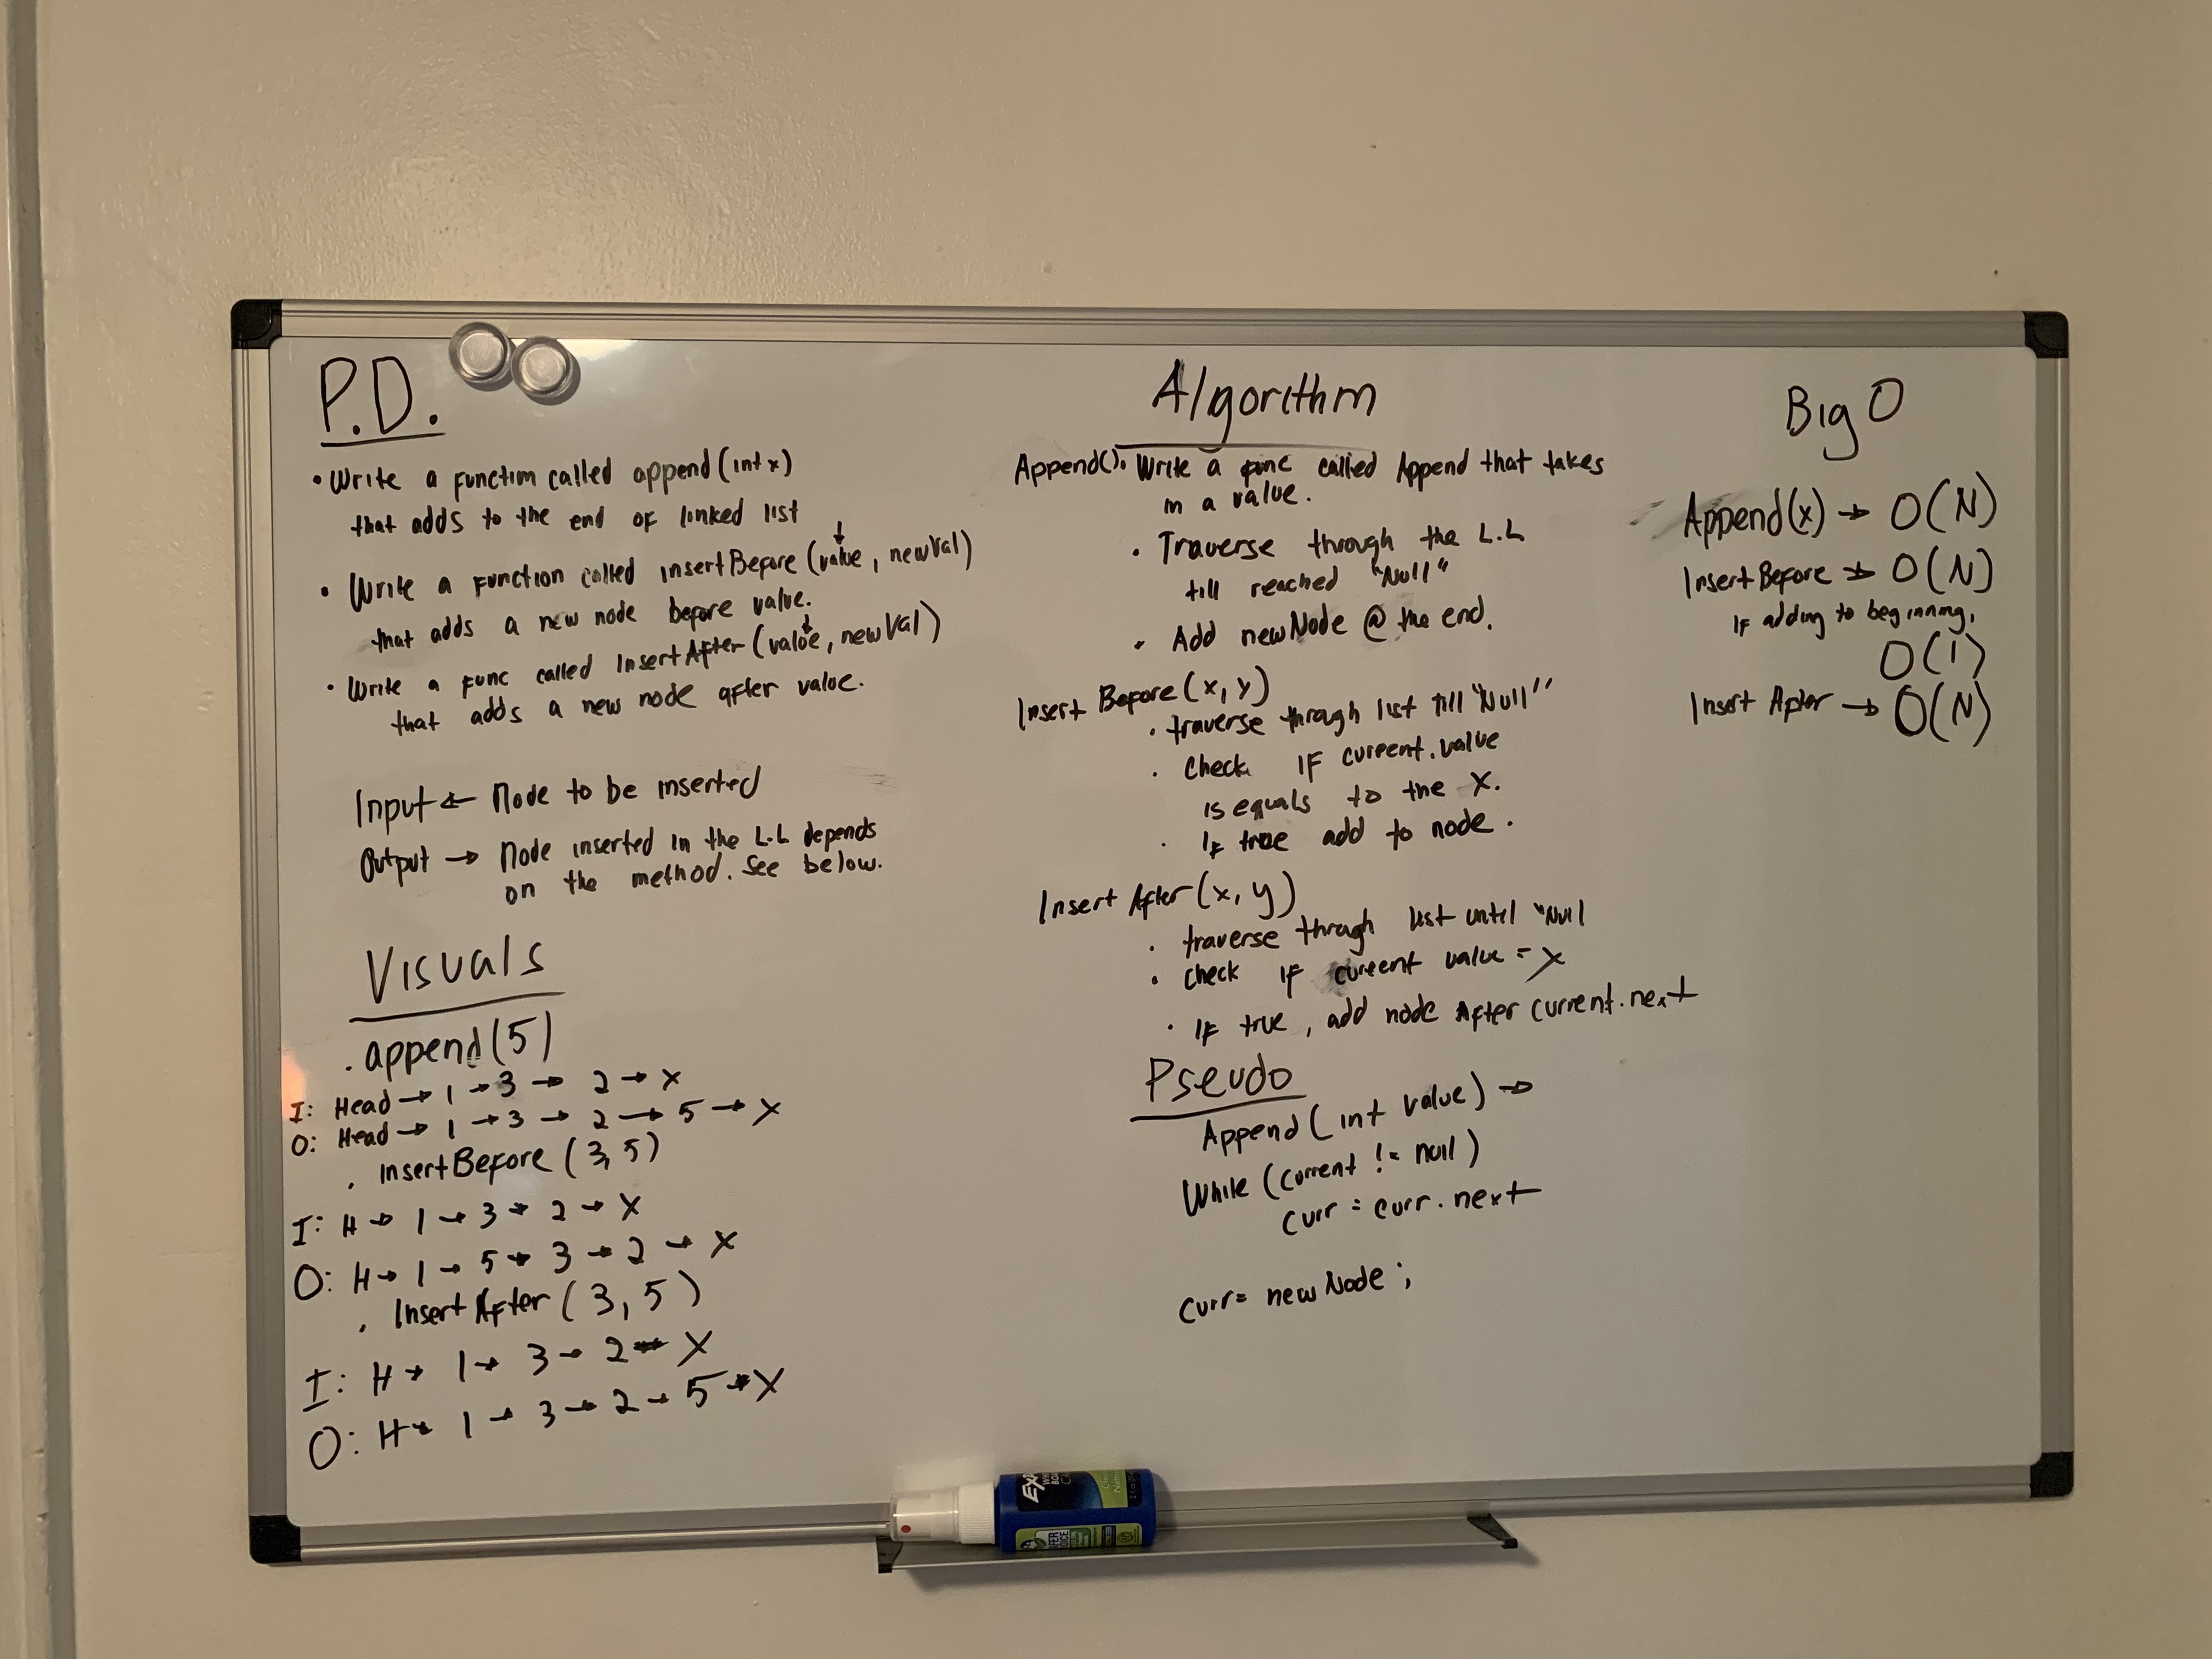 P.D.
• Write a function called append(int x)
that adds to the end of linked list
• Write a function called insertBefore (value, newVal)
that adds a new node before value.
• Write a func called InsertAfter (value, newVal)
that adds a new node after value.
Input ← Node to be inserted
Output → Node inserted in the L.L depends
on the method. See below.
Visuals
. append(5)
I: Head → 1 → 3 → 2 → X
O: Head → 1 → 3 → 2 → 5 → X
. insertBefore (3, 5)
I: H → 1 → 3 → 2 → X
O: H → 1 → 5 → 3 → 2 → X
. InsertAfter (3, 5)
I: H → 1 → 3 → 2 → X
O: H → 1 → 3 → 2 → 5 → X
Algorithm
Append(). Write a func called Append that takes
in a value.
• Traverse through the L.L
till reached "Null"
• Add newNode @ the end.
Insert Before (x, y)
• traverse through list till "Null"
• Check IF current.value
is equals to the X.
• If true add to node.
Insert After (x, y)
• traverse through list until "Null
• check if current value = x
• If true, add node After current.next
Pseudo
Append (int value) →
While (current != null)
curr = curr.next
curr = newNode;
Big O
Append(x) → O(N)
Insert Before → O(N)
If adding to beginning,
O(1)
Insert After → O(N)